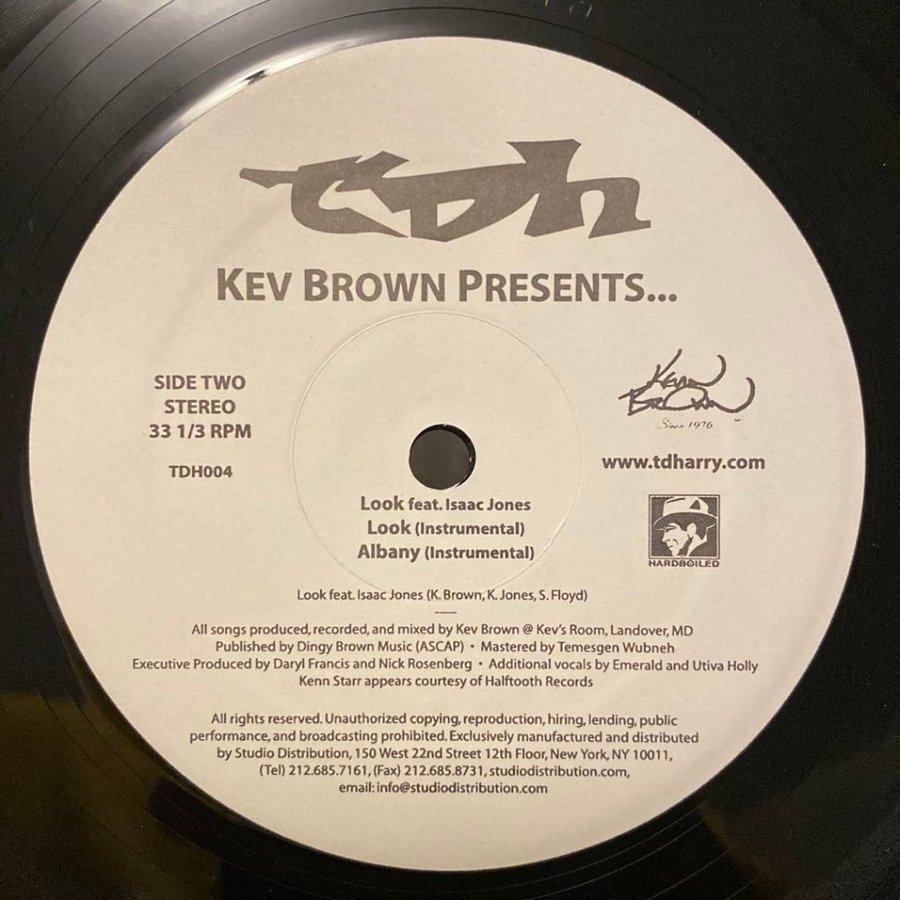 TDh
KEV BROWN PRESENTS...
SIDE TWO
STEREO
33 1/3 RPM
TDH004
KEVIN
BROWN
Since 1976
www.tdharry.com
HARDBOILED
Look feat. Isaac Jones
Look (Instrumental)
Albany (Instrumental)
Look feat. Isaac Jones (K. Brown, K. Jones, S. Floyd)
All songs produced, recorded, and mixed by Kev Brown @ Kev's Room, Landover, MD
Published by Dingy Brown Music (ASCAP) • Mastered by Temesgen Wubneh
Executive Produced by Daryl Francis and Nick Rosenberg • Additional vocals by Emerald and Utiva Holly
Kenn Starr appears courtesy of Halftooth Records
All rights reserved. Unauthorized copying, reproduction, hiring, lending, public
performance, and broadcasting prohibited. Exclusively manufactured and distributed
by Studio Distribution, 150 West 22nd Street 12th Floor, New York, NY 10011,
(Tel) 212.685.7161, (Fax) 212.685.8731, studiodistribution.com,
email: info@studiodistribution.com